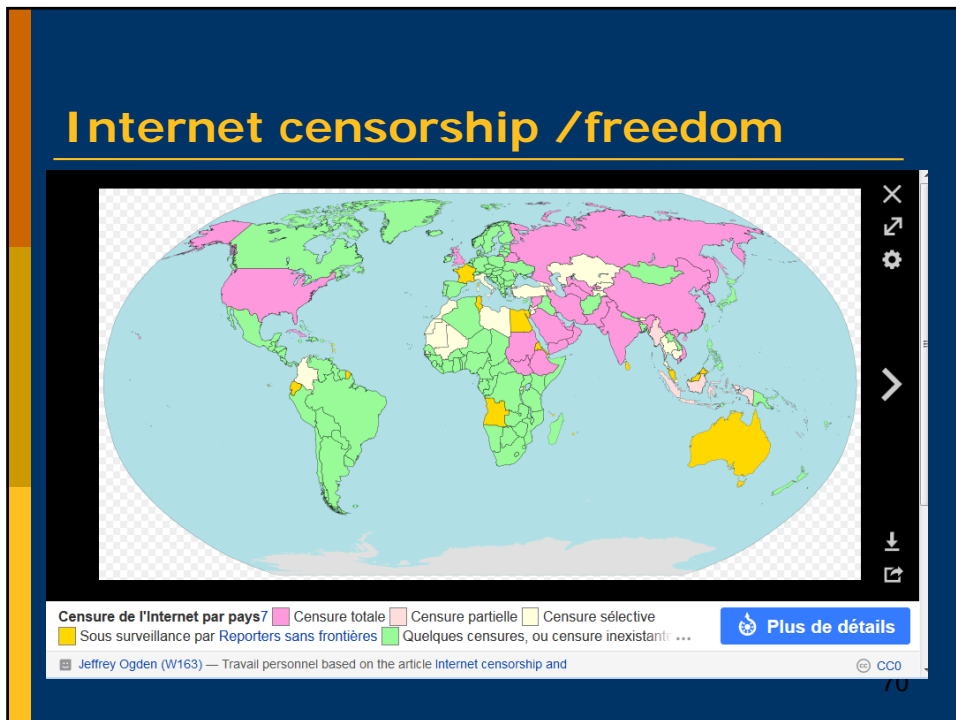 Internet censorship /freedom
Censure de l'Internet par pays7 Censure totale Censure partielle Censure sélective
Sous surveillance par Reporters sans frontières Quelques censures, ou censure inexistante ...
Plus de détails
Jeffrey Ogden (W163) — Travail personnel based on the article Internet censorship and
cc CC0
70